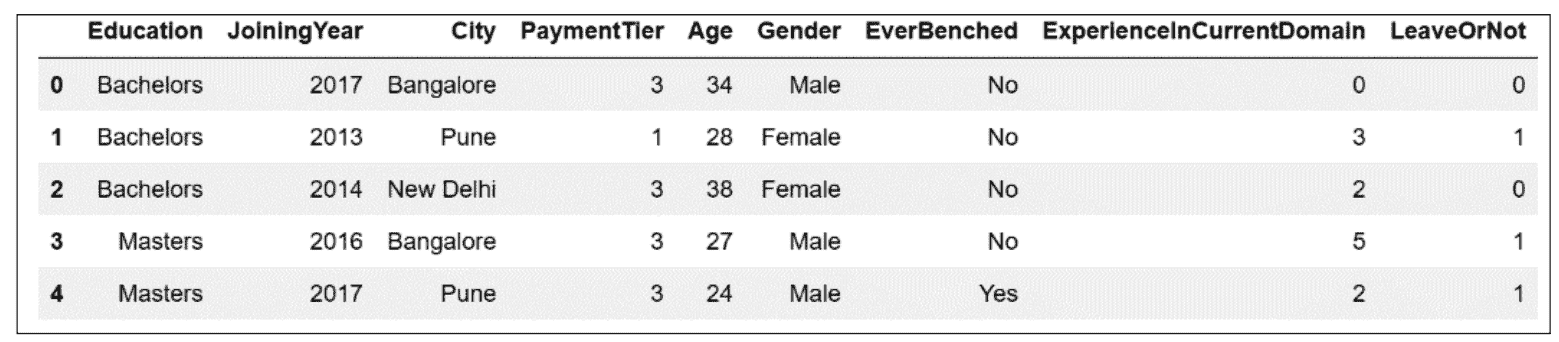 Education JoiningYear City PaymentTier Age Gender EverBenched ExperienceInCurrentDomain LeaveOrNot
0 Bachelors 2017 Bangalore 3 34 Male No 0 0
1 Bachelors 2013 Pune 1 28 Female No 3 1
2 Bachelors 2014 New Delhi 3 38 Female No 2 0
3 Masters 2016 Bangalore 3 27 Male No 5 1
4 Masters 2017 Pune 3 24 Male Yes 2 1